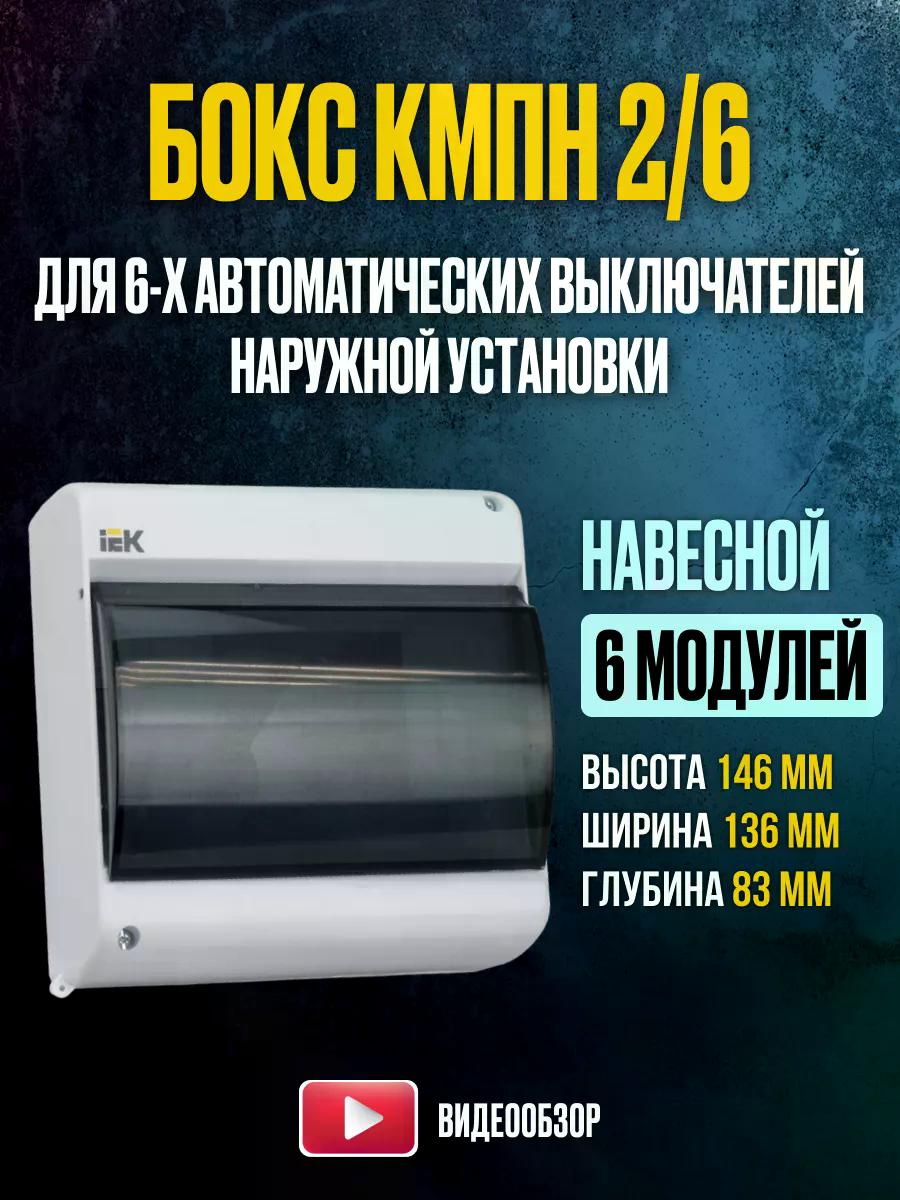 БОКС КМПН 2/6
ДЛЯ 6-Х АВТОМАТИЧЕСКИХ ВЫКЛЮЧАТЕЛЕЙ
НАРУЖНОЙ УСТАНОВКИ
iEK
НАВЕСНОЙ
6 МОДУЛЕЙ
ВЫСОТА 146 ММ
ШИРИНА 136 ММ
ГЛУБИНА 83 ММ
ВИДЕООБЗОР